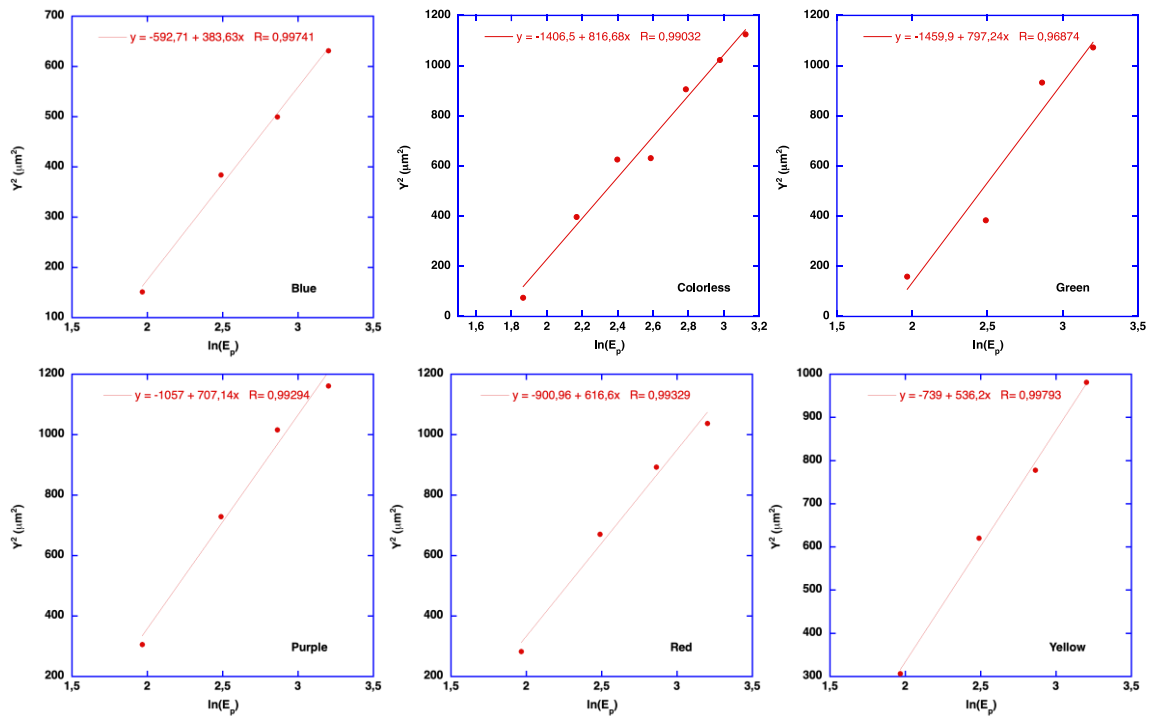 700
600
500
400
300
200
100
Y² (μm²)
y = -592,71 + 383,63x R= 0,99741
Blue
1,5 2 2,5 3 3,5
ln(Eₚ)
1200
1000
800
600
400
200
0
Y² (μm²)
y = -1406,5 + 816,68x R= 0,99032
Colorless
1,6 1,8 2 2,2 2,4 2,6 2,8 3 3,2
ln(Eₚ)
1200
1000
800
600
400
200
0
Y² (μm²)
y = -1459,9 + 797,24x R= 0,96874
Green
1,5 2 2,5 3 3,5
ln(Eₚ)
1200
1000
800
600
400
200
Y² (μm²)
y = -1057 + 707,14x R= 0,99294
Purple
1,5 2 2,5 3 3,5
ln(Eₚ)
1200
1000
800
600
400
200
Y² (μm²)
y = -900,96 + 616,6x R= 0,99329
Red
1,5 2 2,5 3 3,5
ln(Eₚ)
1000
900
800
700
600
500
400
300
Y² (μm²)
y = -739 + 536,2x R= 0,99793
Yellow
1,5 2 2,5 3 3,5
ln(Eₚ)